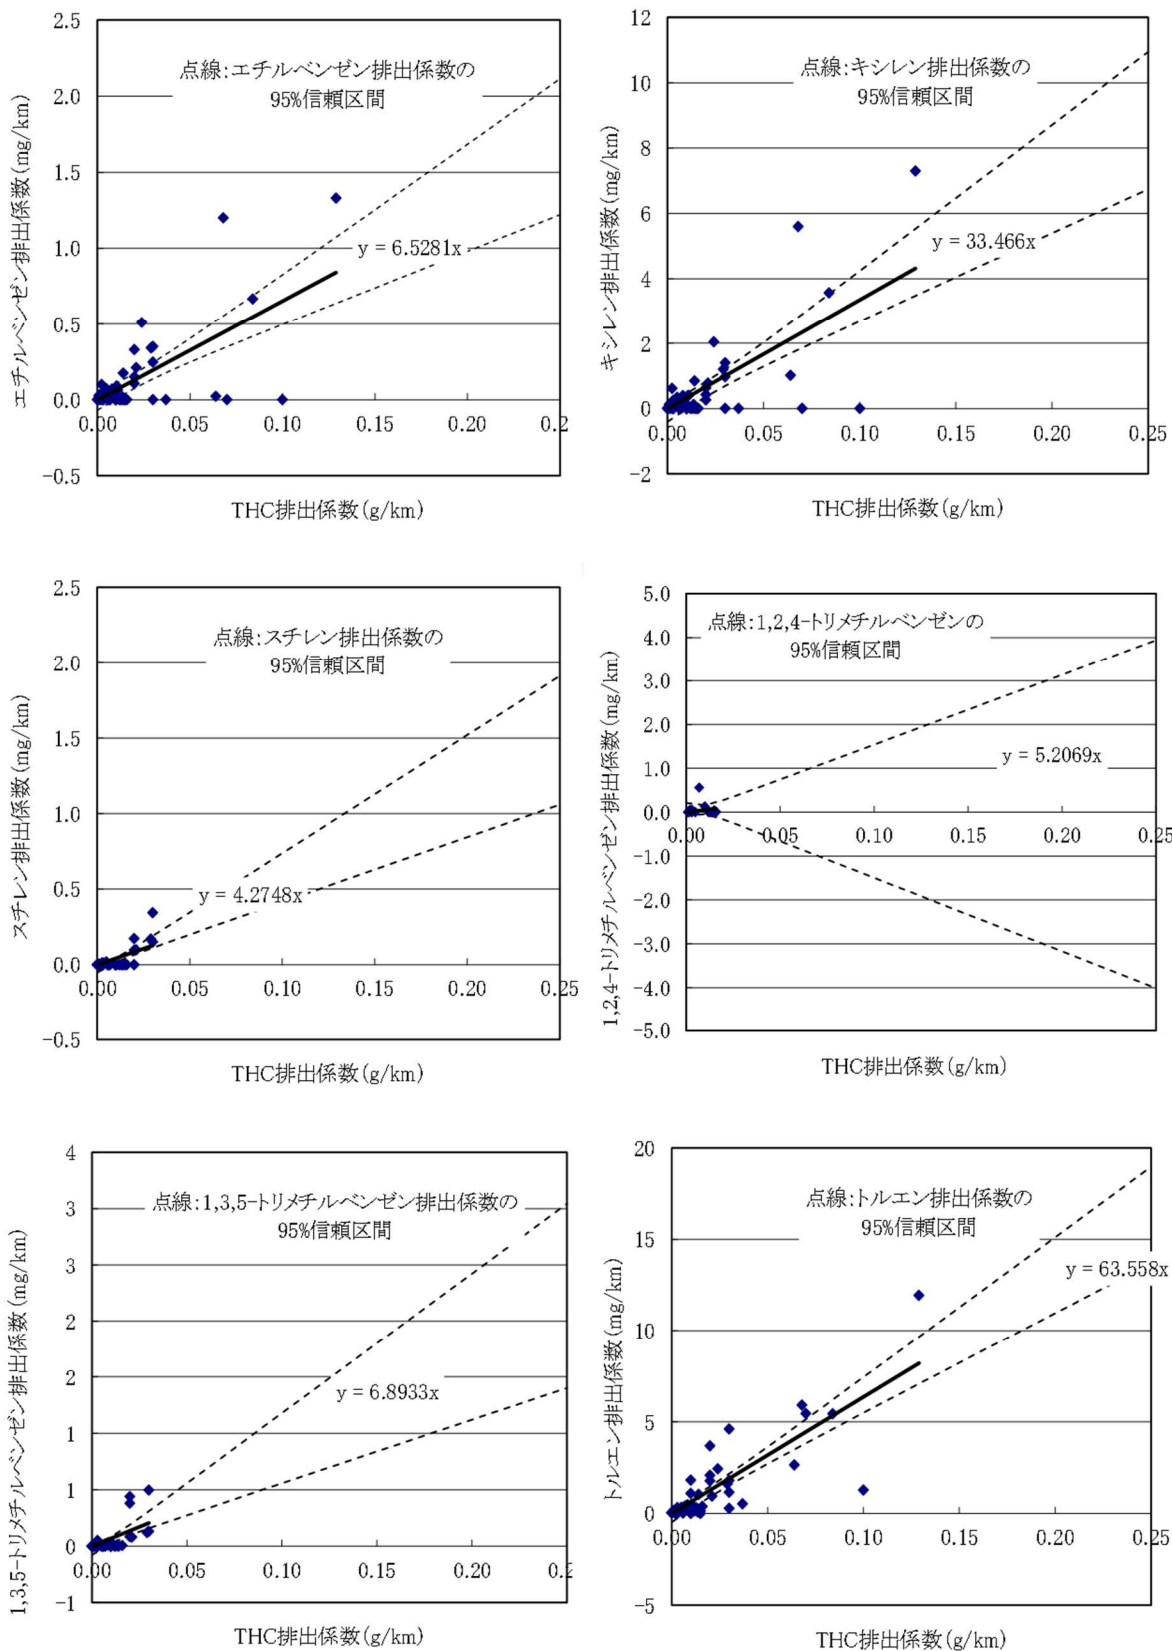 エチルベンゼン排出係数(mg/km)
2.5
2.0
1.5
1.0
0.5
0.0
-0.5
点線:エチルベンゼン排出係数の
95%信頼区間
y = 6.5281x
0.00
0.05
0.10
0.15
0.20
0.2
THC排出係数(g/km)
キシレン排出係数(mg/km)
12
10
8
6
4
2
0
-2
点線:キシレン排出係数の
95%信頼区間
y = 33.466x
0.00
0.05
0.10
0.15
0.20
0.25
THC排出係数(g/km)
スチレン排出係数(mg/km)
2.5
2.0
1.5
1.0
0.5
0.0
-0.5
点線:スチレン排出係数の
95%信頼区間
y = 4.2748x
0.00
0.05
0.10
0.15
0.20
0.25
THC排出係数(g/km)
1,2,4-トリメチルベンゼン排出係数(mg/km)
5.0
4.0
3.0
2.0
1.0
0.0
-1.0
-2.0
-3.0
-4.0
-5.0
点線:1,2,4-トリメチルベンゼンの
95%信頼区間
y = 5.2069x
0.00
0.05
0.10
0.15
0.20
0.25
THC排出係数(g/km)
1,3,5-トリメチルベンゼン排出係数(mg/km)
4
3
3
2
2
1
1
0
-1
点線:1,3,5-トリメチルベンゼン排出係数の
95%信頼区間
y = 6.8933x
0.00
0.05
0.10
0.15
0.20
0.2
THC排出係数(g/km)
トルエン排出係数(mg/km)
20
15
10
5
0
-5
点線:トルエン排出係数の
95%信頼区間
y = 63.558x
0.00
0.05
0.10
0.15
0.20
0.25
THC排出係数(g/km)